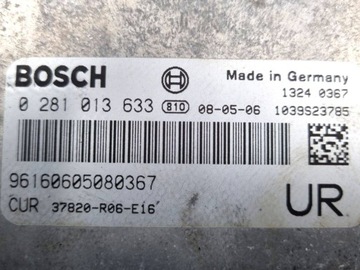 BOSCH Made in Germany
1324 0367
0 281 013 633 810 08-05-06 1039S23785
96160605080367
CUR 37820-R06-E16
UR